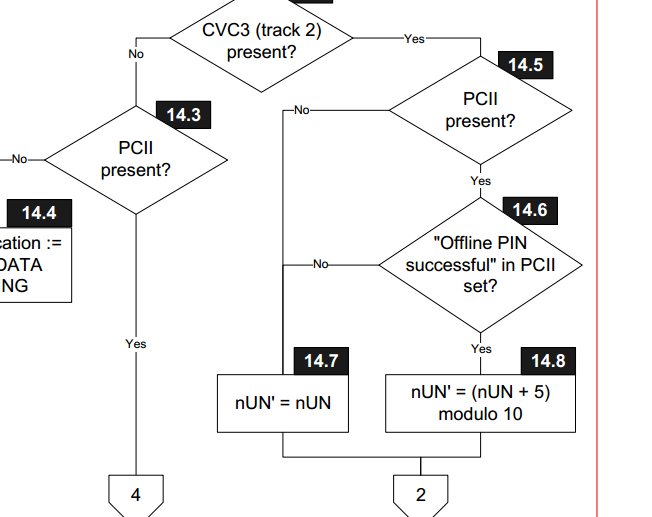 CVC3 (track 2)
present?
No
Yes
14.5
PCII
present?
No
14.3
PCII
present?
No
Yes
14.4
14.6
"Offline PIN
successful" in PCII
set?
No
:=
DATA
Yes
Yes
14.7
14.8
nUN' = nUN
nUN' = (nUN + 5)
modulo 10
4
2